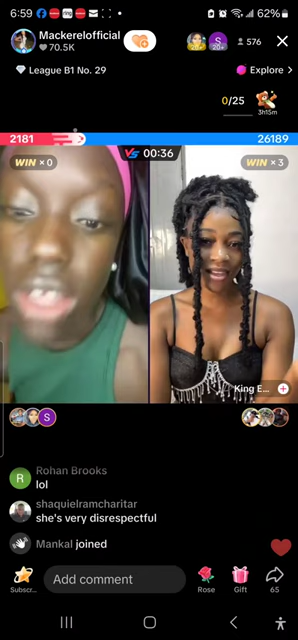 6:59
62%
Mackerelofficial
70.5K
S
20+
576
League B1 No. 29
Explore >
0/25
3h15m
2181
26189
WIN × 0
VS 00:36
WIN × 3
King E...
S
Rohan Brooks
R
lol
shaquielramcharitar
she's very disrespectful
Mankal joined
Subscr...
Add comment
Rose
Gift
65